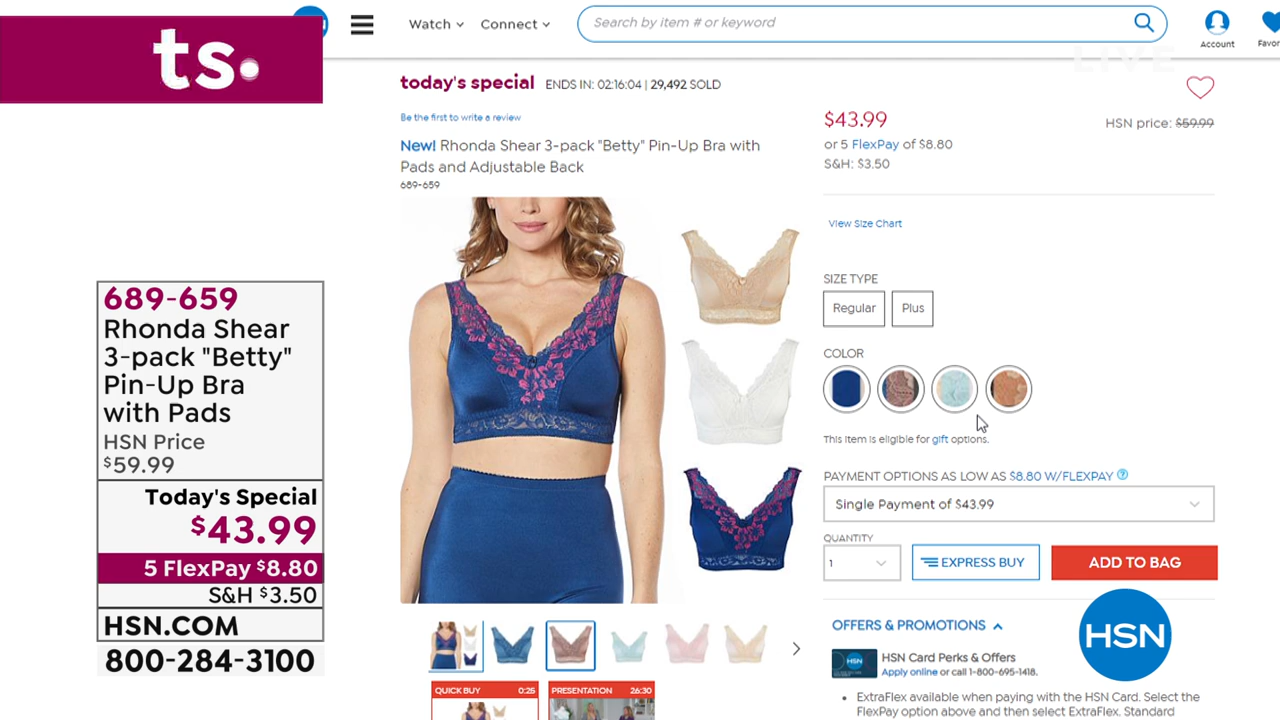 ts.
689-659
Rhonda Shear
3-pack "Betty"
Pin-Up Bra
with Pads
HSN Price
$59.99
Today's Special
$43.99
5 FlexPay $8.80
S&H $3.50
HSN.COM
800-284-3100
Watch
Connect
Search by item # or keyword
Account
LIVE
today's special ENDS IN: 02:16:04 | 29,492 SOLD
Be the first to write a review
New! Rhonda Shear 3-pack "Betty" Pin-Up Bra with
Pads and Adjustable Back
689-659
$43.99
HSN price: $59.99
or 5 FlexPay of $8.80
S&H: $3.50
View Size Chart
SIZE TYPE
Regular
Plus
COLOR
This item is eligible for gift options.
PAYMENT OPTIONS AS LOW AS $8.80 W/FLEXPAY ?
Single Payment of $43.99
QUANTITY
1
EXPRESS BUY
ADD TO BAG
OFFERS & PROMOTIONS
HSN
HSN
HSN Card Perks & Offers
Apply online or call 1-800-695-1418.
• ExtraFlex available when paying with the HSN Card. Select the
FlexPay option above and then select ExtraFlex. Standard
QUICK BUY 0:25
PRESENTATION 26:30